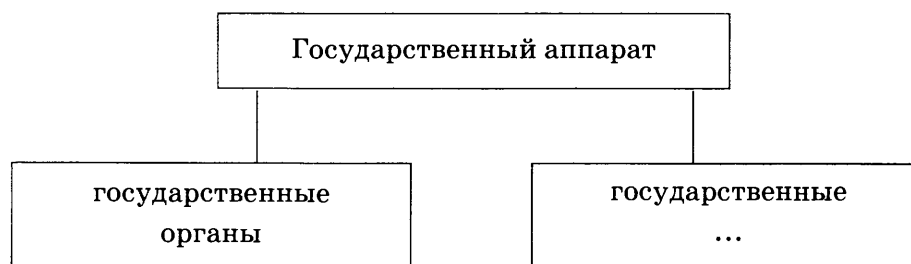 Государственный аппарат
государственные
органы
государственные
...